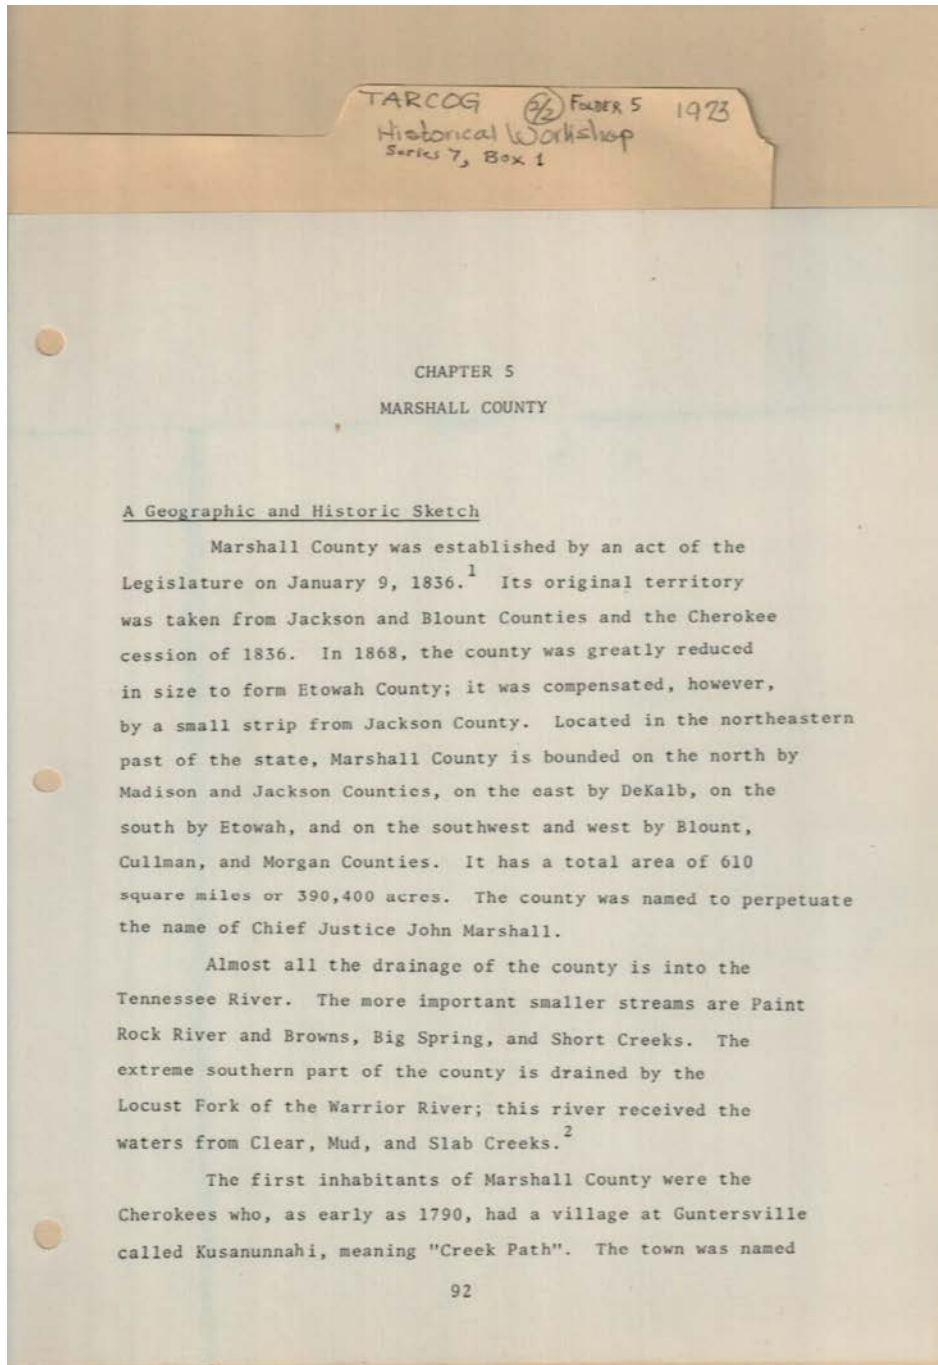 TARCOG 2/2 FOLDER 5 1973
Historical Workshop
Series 7, Box 1
CHAPTER 5
MARSHALL COUNTY
A Geographic and Historic Sketch
Marshall County was established by an act of the
Legislature on January 9, 1836.1 Its original territory
was taken from Jackson and Blount Counties and the Cherokee
cession of 1836. In 1868, the county was greatly reduced
in size to form Etowah County; it was compensated, however,
by a small strip from Jackson County. Located in the northeastern
past of the state, Marshall County is bounded on the north by
Madison and Jackson Counties, on the east by DeKalb, on the
south by Etowah, and on the southwest and west by Blount,
Cullman, and Morgan Counties. It has a total area of 610
square miles or 390,400 acres. The county was named to perpetuate
the name of Chief Justice John Marshall.
Almost all the drainage of the county is into the
Tennessee River. The more important smaller streams are Paint
Rock River and Browns, Big Spring, and Short Creeks. The
extreme southern part of the county is drained by the
Locust Fork of the Warrior River; this river received the
waters from Clear, Mud, and Slab Creeks.2
The first inhabitants of Marshall County were the
Cherokees who, as early as 1790, had a village at Guntersville
called Kusanunnahi, meaning "Creek Path". The town was named
92